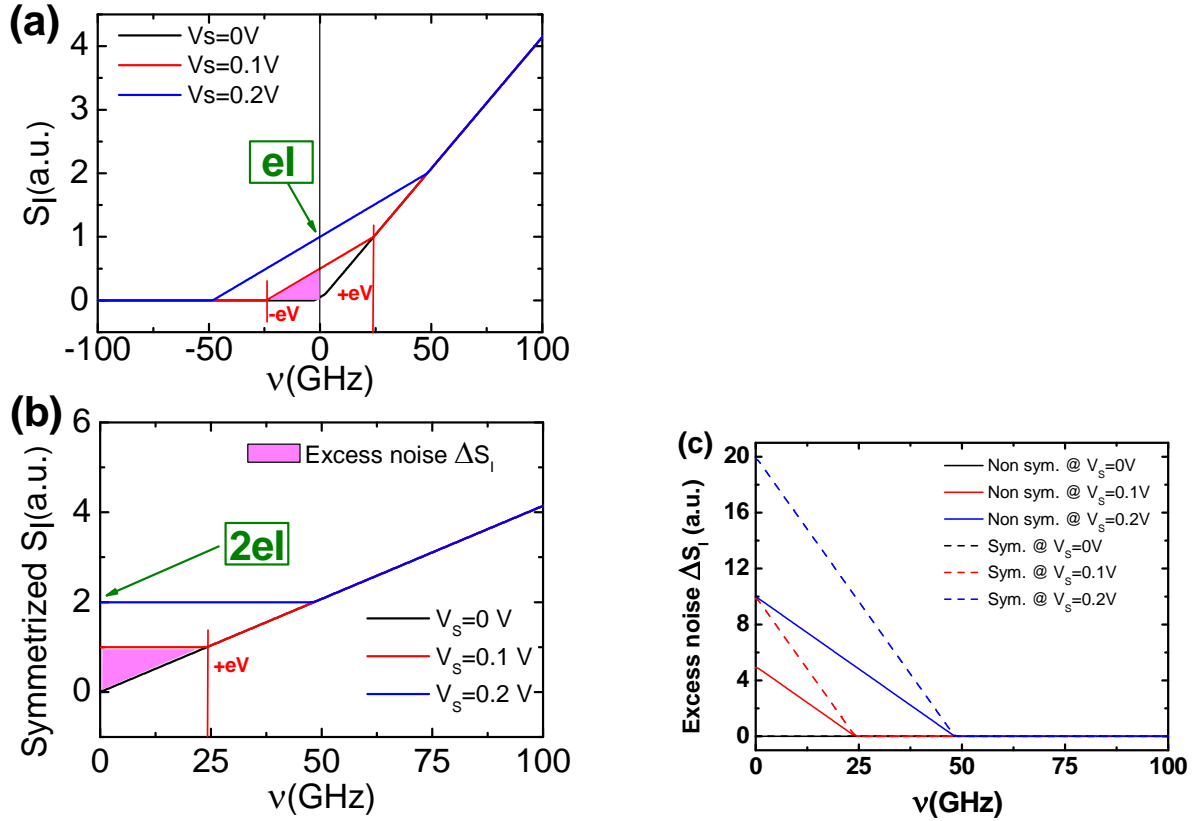 (a)
Vs=0V
Vs=0.1V
Vs=0.2V
eI
+eV
-eV
4
3
2
1
0
S_I(a.u.)
-100 -50 0 50 100
ν(GHz)
(b)
Excess noise ΔS_I
2eI
+eV
V_S=0 V
V_S=0.1 V
V_S=0.2 V
6
4
2
0
Symmetrized S_I(a.u.)
0 25 50 75 100
ν(GHz)
(c)
Non sym. @ V_S=0V
Non sym. @ V_S=0.1V
Non sym. @ V_S=0.2V
Sym. @ V_S=0V
Sym. @ V_S=0.1V
Sym. @ V_S=0.2V
20
16
12
8
4
0
Excess noise ΔS_I (a.u.)
0 25 50 75 100
ν(GHz)